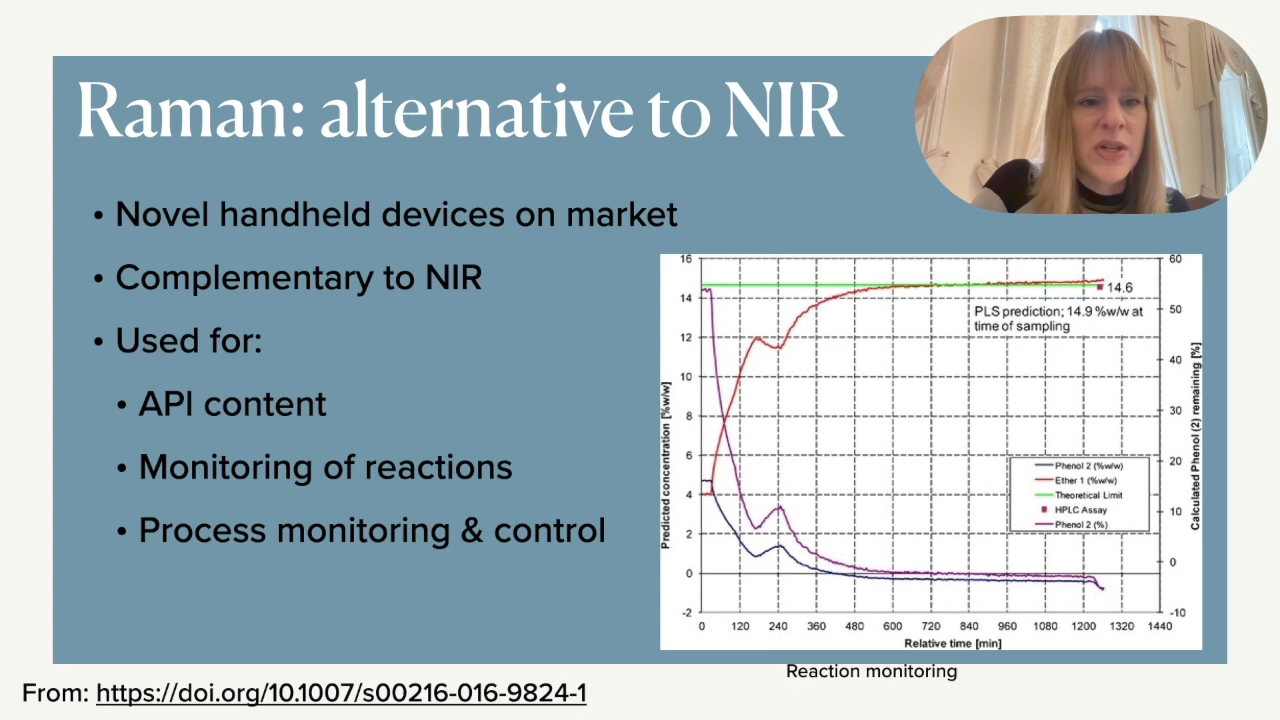 Raman: alternative to NIR
• Novel handheld devices on market
• Complementary to NIR
• Used for:
• API content
• Monitoring of reactions
• Process monitoring & control
Predicted concentration [%w/w]
16
14
12
10
8
6
4
2
0
-2
60
50
40
30
20
10
0
-10
Calculated Phenol (2) remaining [%]
14.6
PLS prediction; 14.9 %w/w at
time of sampling
Phenol 2 (%w/w)
Ether 1 (%w/w)
Theoretical Limit
HPLC Assay
Phenol 2 (%)
0 120 240 360 480 600 720 840 960 1080 1200 1320 1440
Relative time [min]
Reaction monitoring
From: https://doi.org/10.1007/s00216-016-9824-1